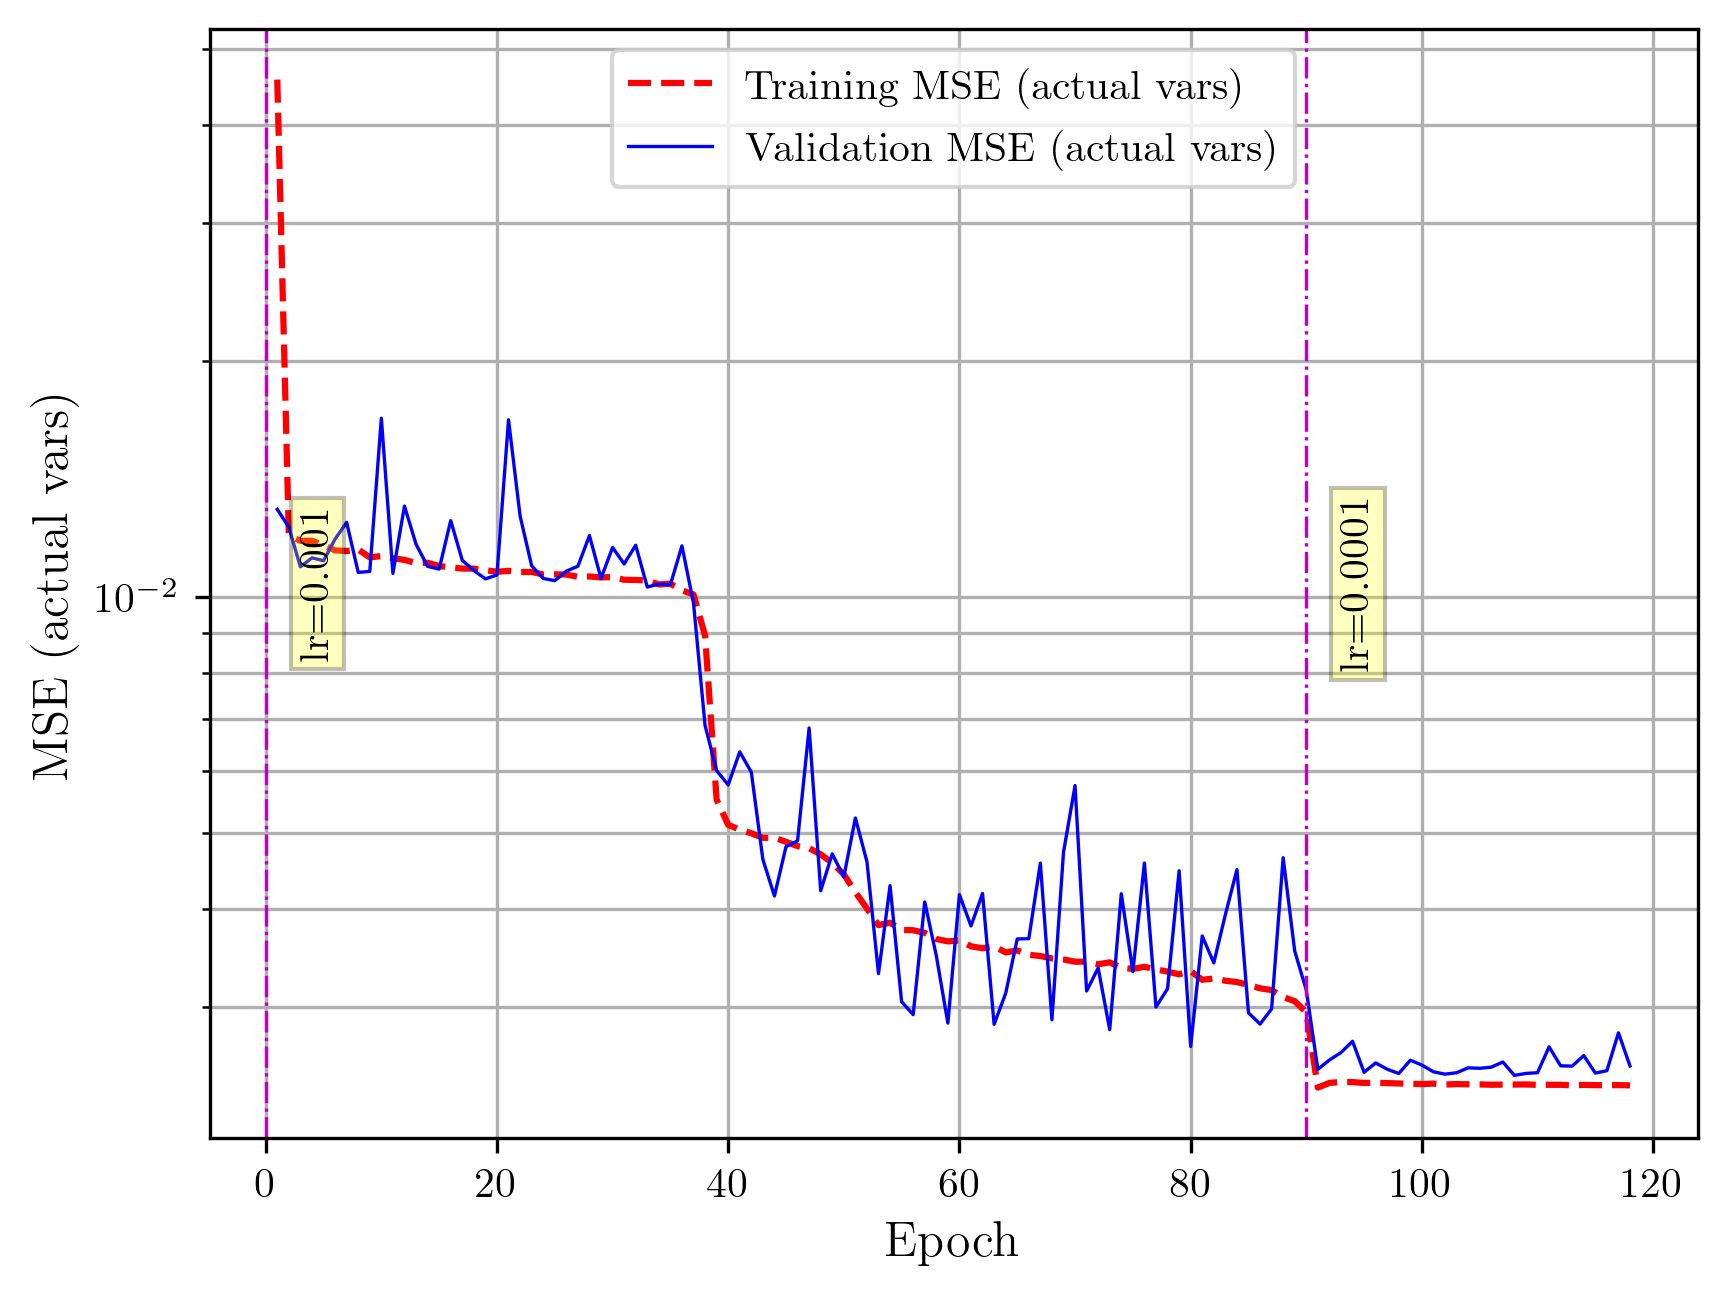 Training MSE (actual vars)
Validation MSE (actual vars)
MSE (actual vars)
10⁻²
lr=0.001
lr=0.0001
0
20
40
60
80
100
120
Epoch